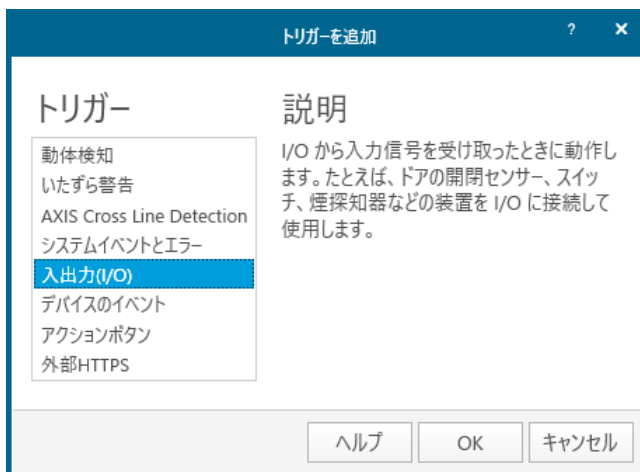 トリガーを追加
? ×
トリガー
動体検知
いたずら警告
AXIS Cross Line Detection
システムイベントとエラー
入出力(I/O)
デバイスのイベント
アクションボタン
外部HTTPS
説明
I/O から入力信号を受け取ったときに動作し
ます。たとえば、ドアの開閉センサー、スイッ
チ、煙探知器などの装置を I/O に接続して
使用します。
ヘルプ
OK
キャンセル